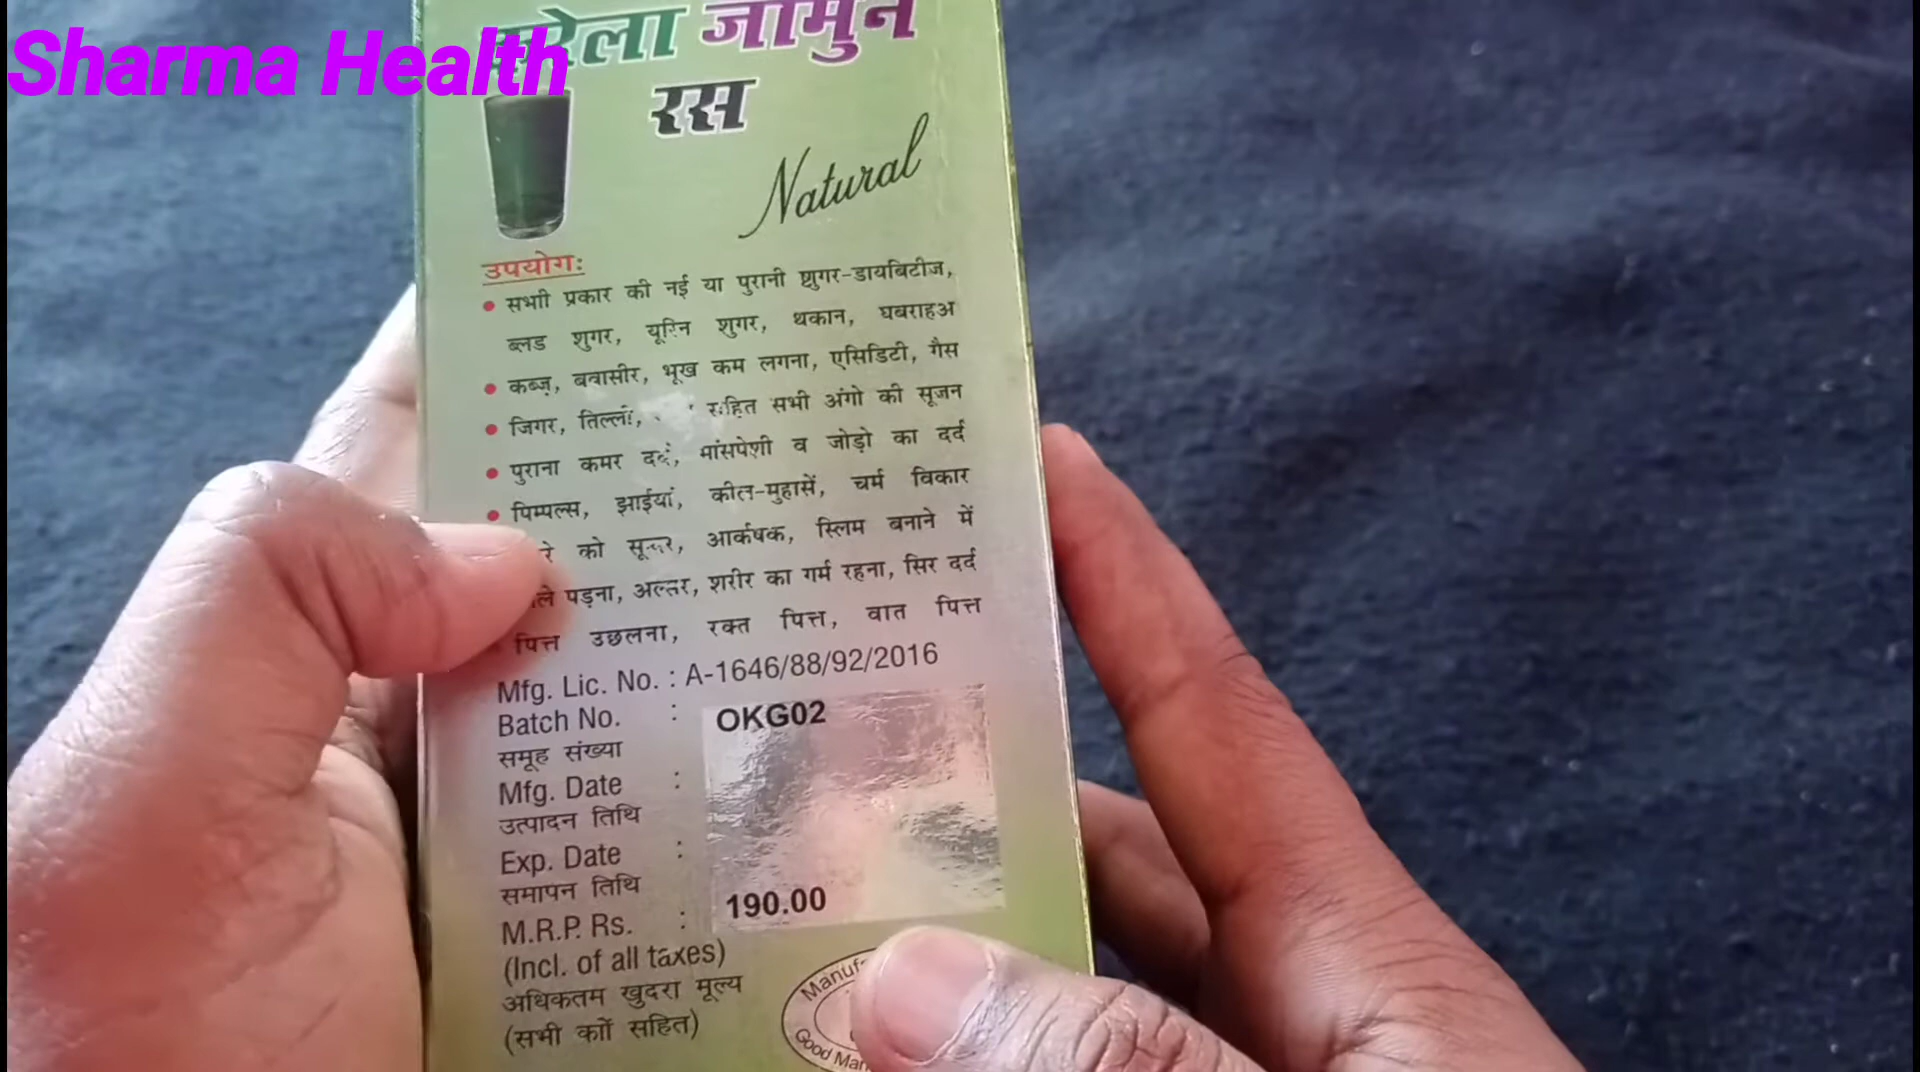 Sharma Health
जामुन
रस
Natural
उपयोगः
सभाी प्रकार की नई या पुरानी शुगर-डायबिटीज,
ब्लड शुगर, यूरिन शुगर, थकान, घबराहअ
कब्ज़, बवासीर, भूख कम लगना, एसिडिटी, गैस
जिगर, तिल्ली, सहित सभी अंगो की सूजन
पुराना कमर दर्द, मांसपेशी व जोड़ो का दर्द
पिम्पल्स, झाईयां, कील-मुहासें, चर्म विकार
को सून्दर, आर्कषक, स्लिम बनाने में
पड़ना, अल्सर, शरीर का गर्म रहना, सिर दर्द
पित्त उछलना, रक्त पित्त, वात पित्त
Mfg. Lic. No. : A-1646/88/92/2016
Batch No. : OKG02
समूह संख्या
Mfg. Date :
उत्पादन तिथि
Exp. Date :
समापन तिथि
M.R.P. Rs. : 190.00
(Incl. of all taxes)
अधिकतम खुदरा मूल्य
(सभी काों सहित)
Good